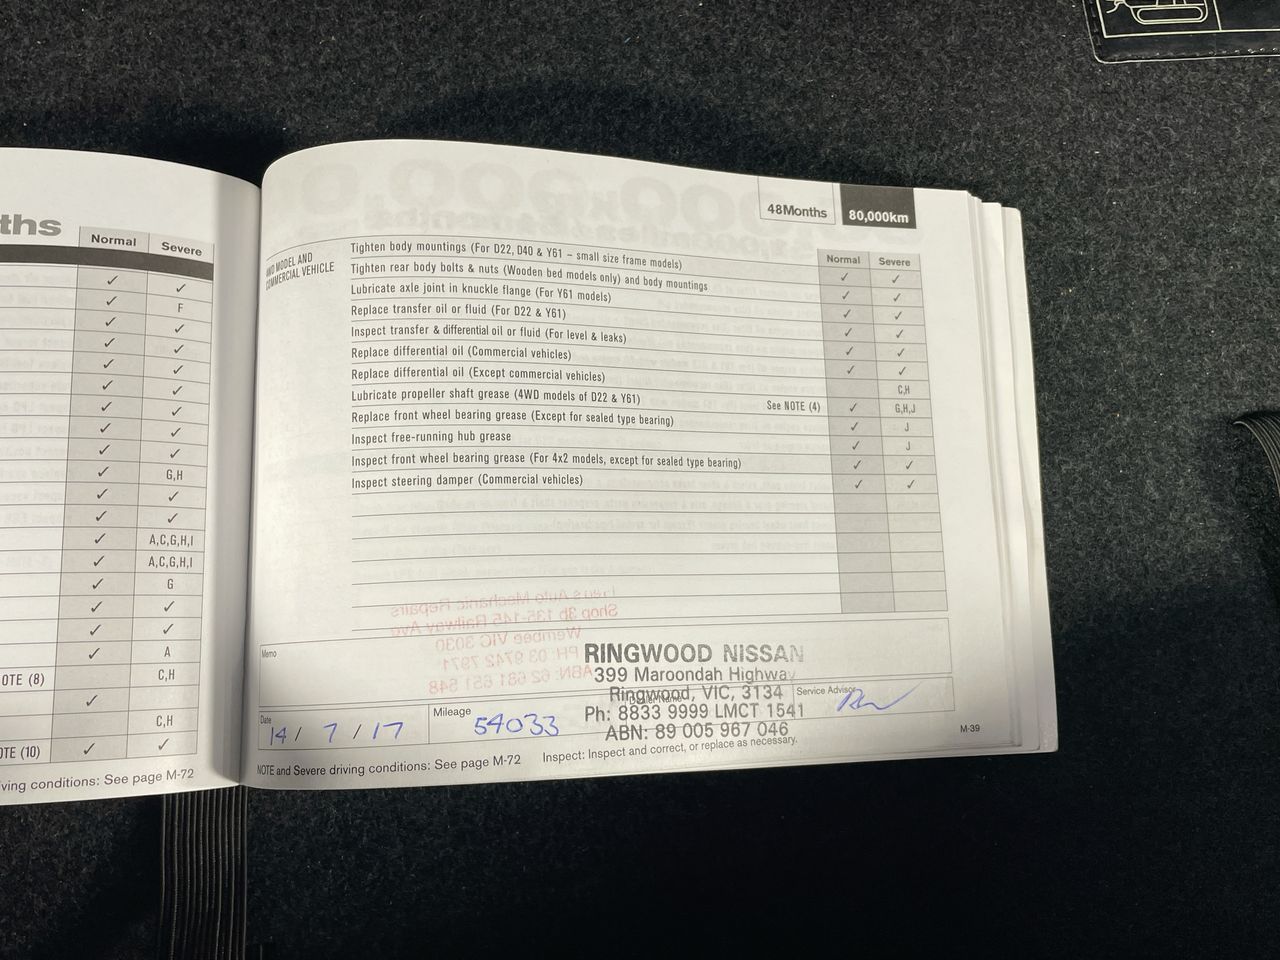 ths
Normal Severe
✓ ✓
✓ F
✓ ✓
✓ ✓
✓ ✓
✓ ✓
✓ ✓
✓ ✓
✓ ✓
✓ G,H
✓ ✓
✓ ✓
✓ A,C,G,H,I
✓ A,C,G,H,I
✓ G
✓ ✓
✓ ✓
✓ A
OTE (8) C,H
✓
C,H
OTE (10) ✓ ✓
ving conditions: See page M-72
48Months 80,000km
4WD MODEL AND
COMMERCIAL VEHICLE
Normal Severe
Tighten body mountings (For D22, D40 & Y61 – small size frame models) ✓ ✓
Tighten rear body bolts & nuts (Wooden bed models only) and body mountings ✓ ✓
Lubricate axle joint in knuckle flange (For Y61 models) ✓ ✓
Replace transfer oil or fluid (For D22 & Y61) ✓ ✓
Inspect transfer & differential oil or fluid (For level & leaks) ✓ ✓
Replace differential oil (Commercial vehicles) ✓ ✓
Replace differential oil (Except commercial vehicles) C,H
Lubricate propeller shaft grease (4WD models of D22 & Y61) See NOTE (4) ✓ G,H,J
Replace front wheel bearing grease (Except for sealed type bearing) ✓ J
Inspect free-running hub grease ✓ J
Inspect front wheel bearing grease (For 4x2 models, except for sealed type bearing) ✓ ✓
Inspect steering damper (Commercial vehicles) ✓ ✓
Auto Mechanic Repairs
Shop 3b 135-145 Railway Ave
Werribee VIC 3030
PH: 03 9742 7971
ABN: 62 681 651 548
Memo
RINGWOOD NISSAN
399 Maroondah Highway
Ringwood, VIC, 3134
Ph: 8833 9999 LMCT 1541
ABN: 89 005 967 046
Date
14 / 7 / 17
Mileage
54033
Dealer Name
Service Advisor
NOTE and Severe driving conditions: See page M-72
Inspect: Inspect and correct, or replace as necessary.
M-39